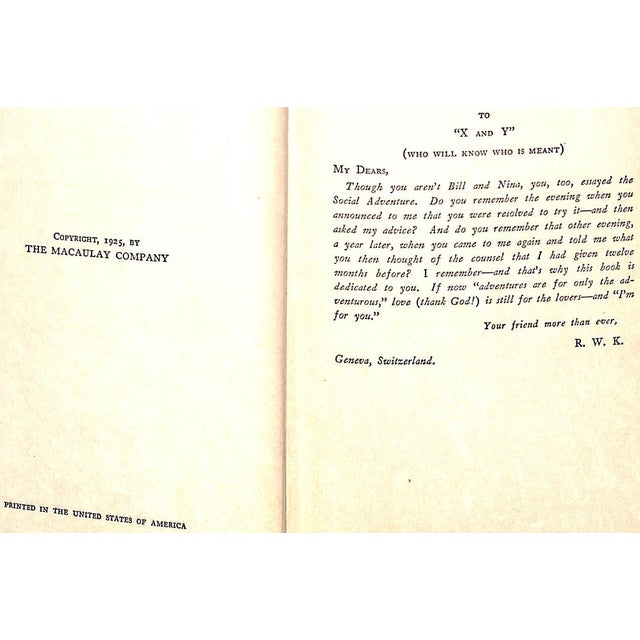 COPYRIGHT, 1925, BY
THE MACAULAY COMPANY
PRINTED IN THE UNITED STATES OF AMERICA
TO
"X AND Y"
(WHO WILL KNOW WHO IS MEANT)
MY DEARS,
Though you aren't Bill and Nina, you, too, essayed the
Social Adventure. Do you remember the evening when you
announced to me that you were resolved to try it—and then
asked my advice? And do you remember that other evening,
a year later, when you came to me again and told me what
you then thought of the counsel that I had given twelve
months before? I remember—and that's why this book is
dedicated to you. If now "adventures are for only the ad-
venturous," love (thank God!) is still for the lovers—and "I'm
for you."
Your friend more than ever,
R. W. K.
Geneva, Switzerland.